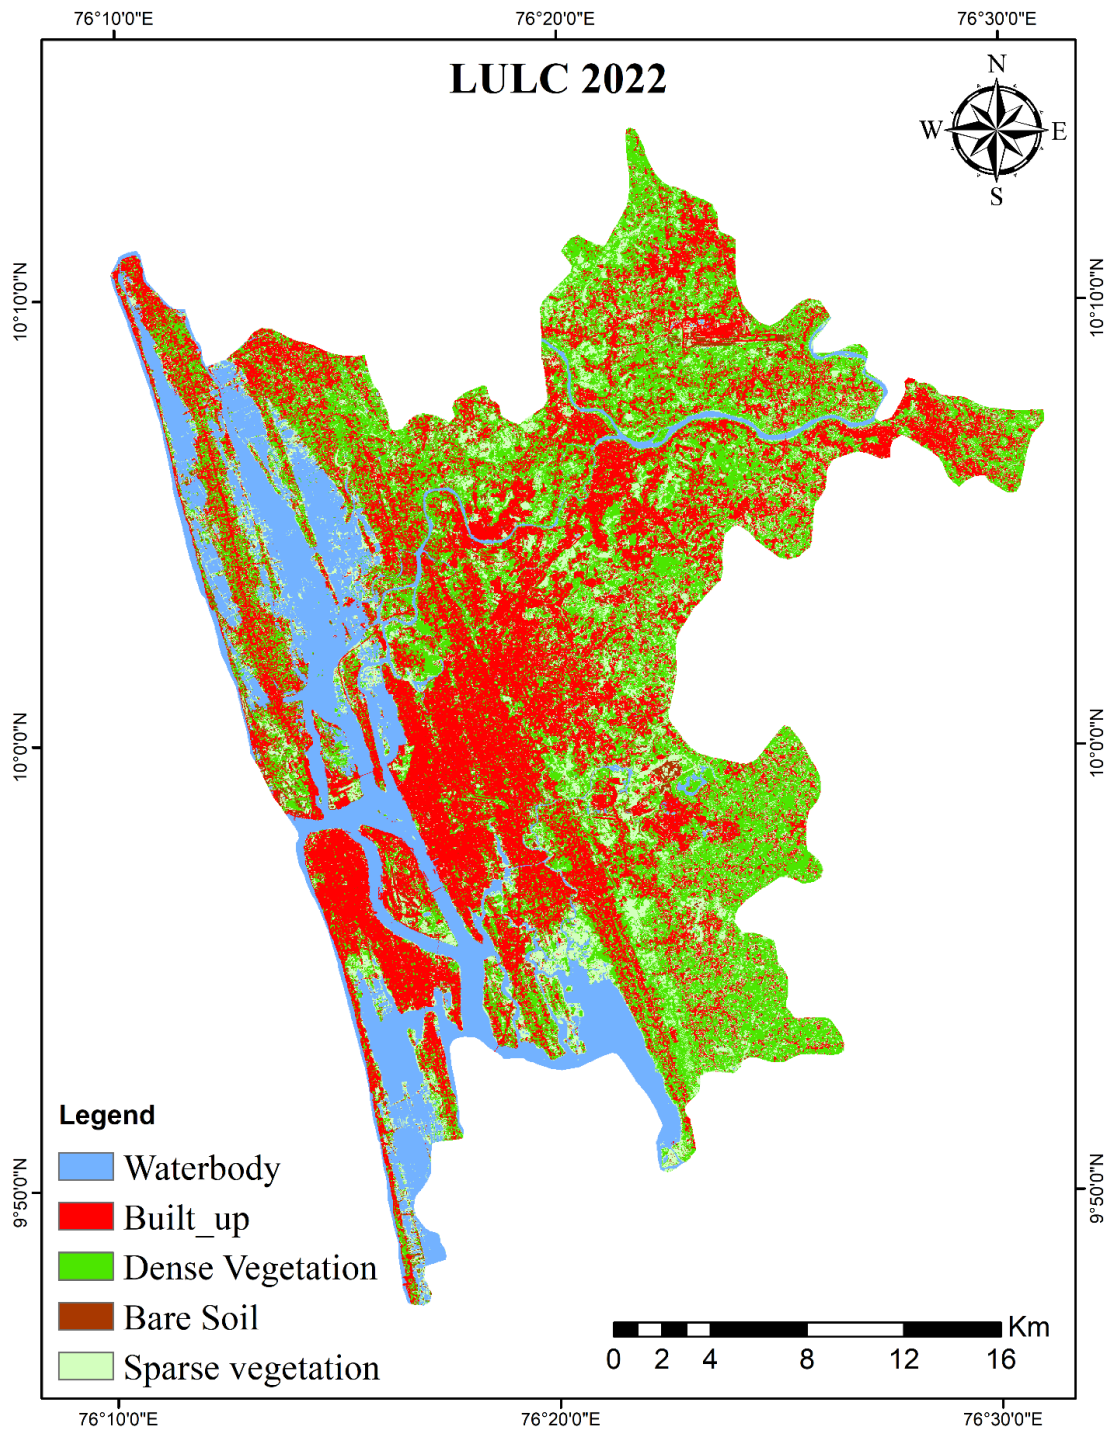 76°10'0"E 76°20'0"E 76°30'0"E
LULC 2022
N
W E
S
10°10'0"N 10°10'0"N
10°0'0"N 10°0'0"N
9°50'0"N 9°50'0"N
Legend
Waterbody
Built_up
Dense Vegetation
Bare Soil
Sparse vegetation
Km
0 2 4 8 12 16
76°10'0"E 76°20'0"E 76°30'0"E